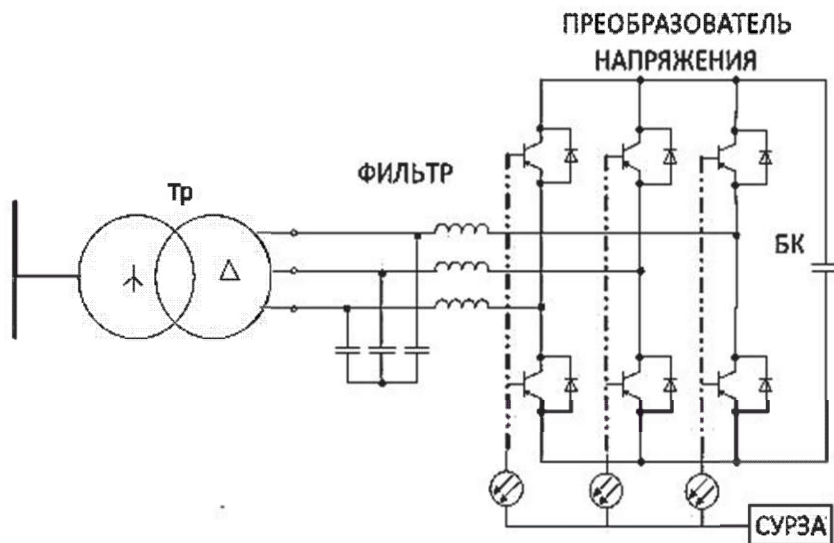 ПРЕОБРАЗОВАТЕЛЬ
НАПРЯЖЕНИЯ
Тр
ФИЛЬТР
БК
СУРЗА